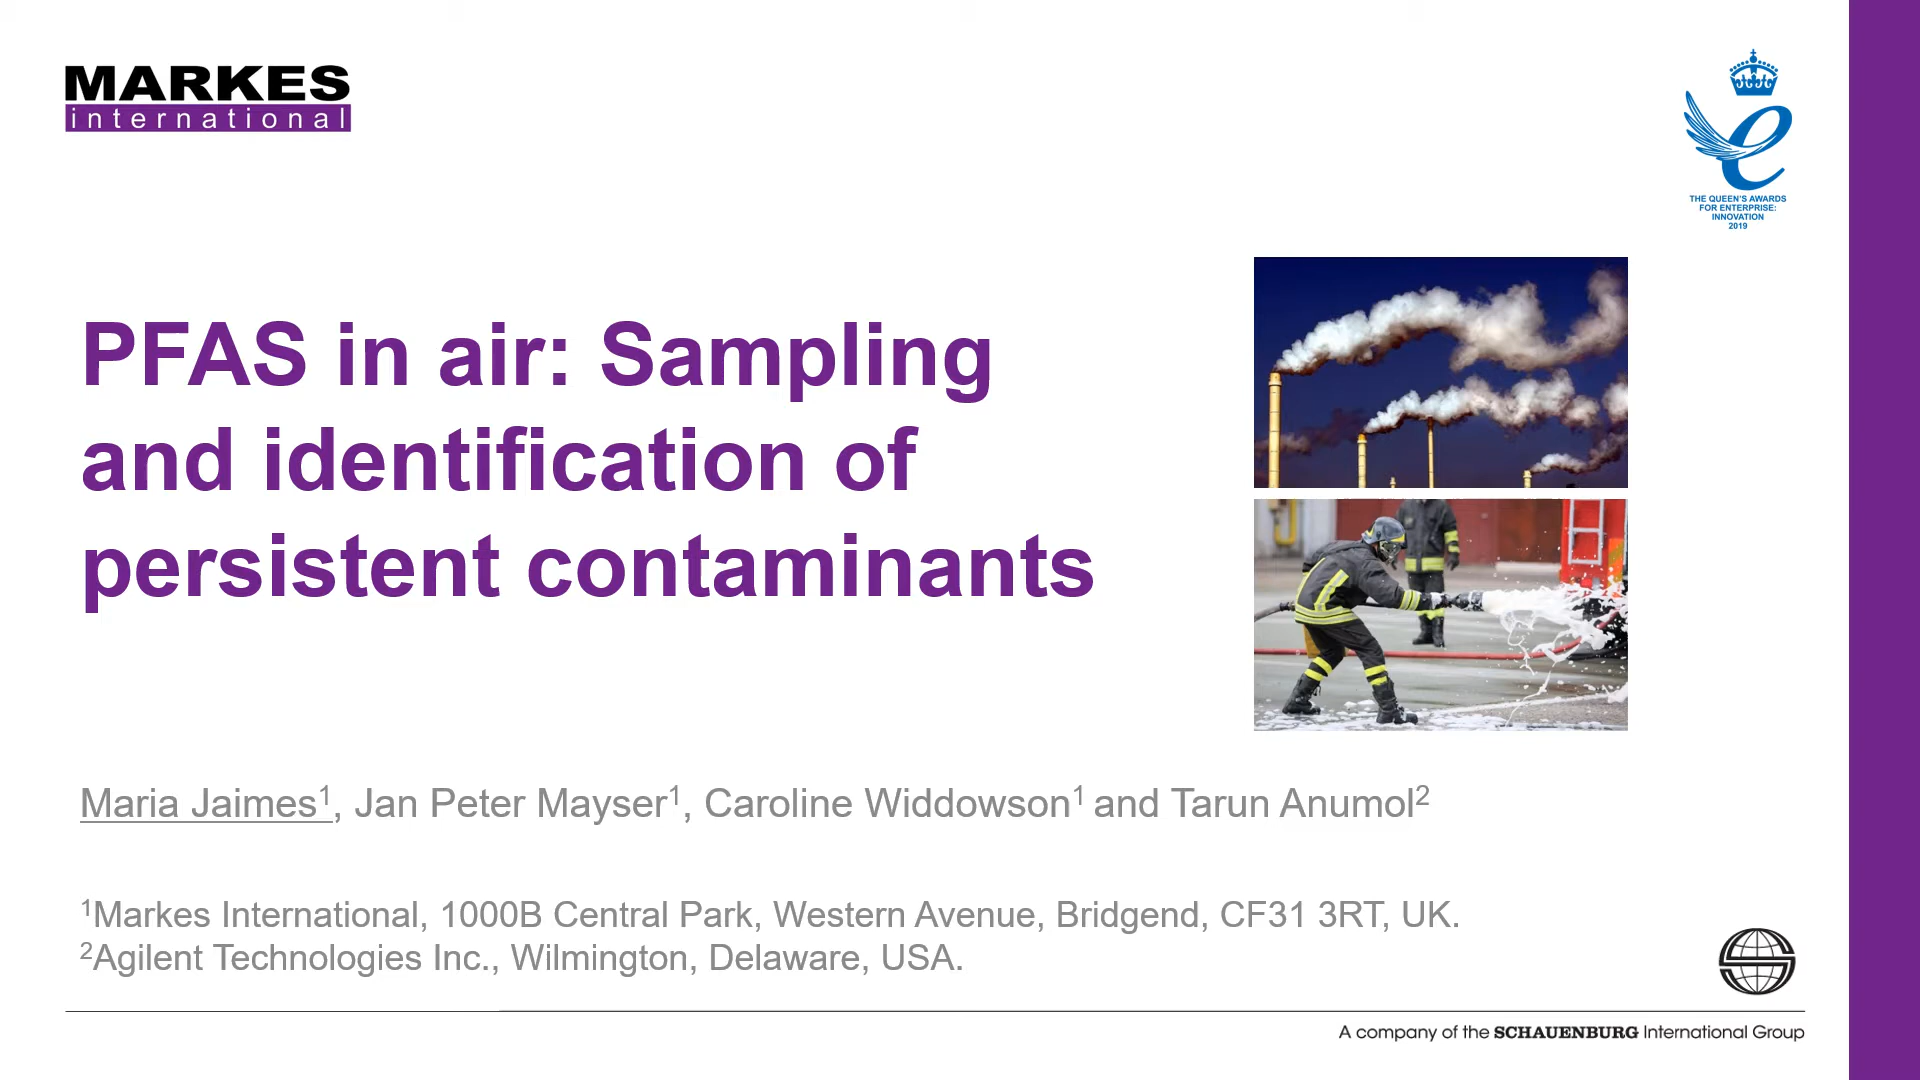 MARKES
international
THE QUEEN'S AWARDS
FOR ENTERPRISE:
INNOVATION
2019
PFAS in air: Sampling
and identification of
persistent contaminants
Maria Jaimes¹, Jan Peter Mayser¹, Caroline Widdowson¹ and Tarun Anumol²
¹Markes International, 1000B Central Park, Western Avenue, Bridgend, CF31 3RT, UK.
²Agilent Technologies Inc., Wilmington, Delaware, USA.
A company of the SCHAUENBURG International Group